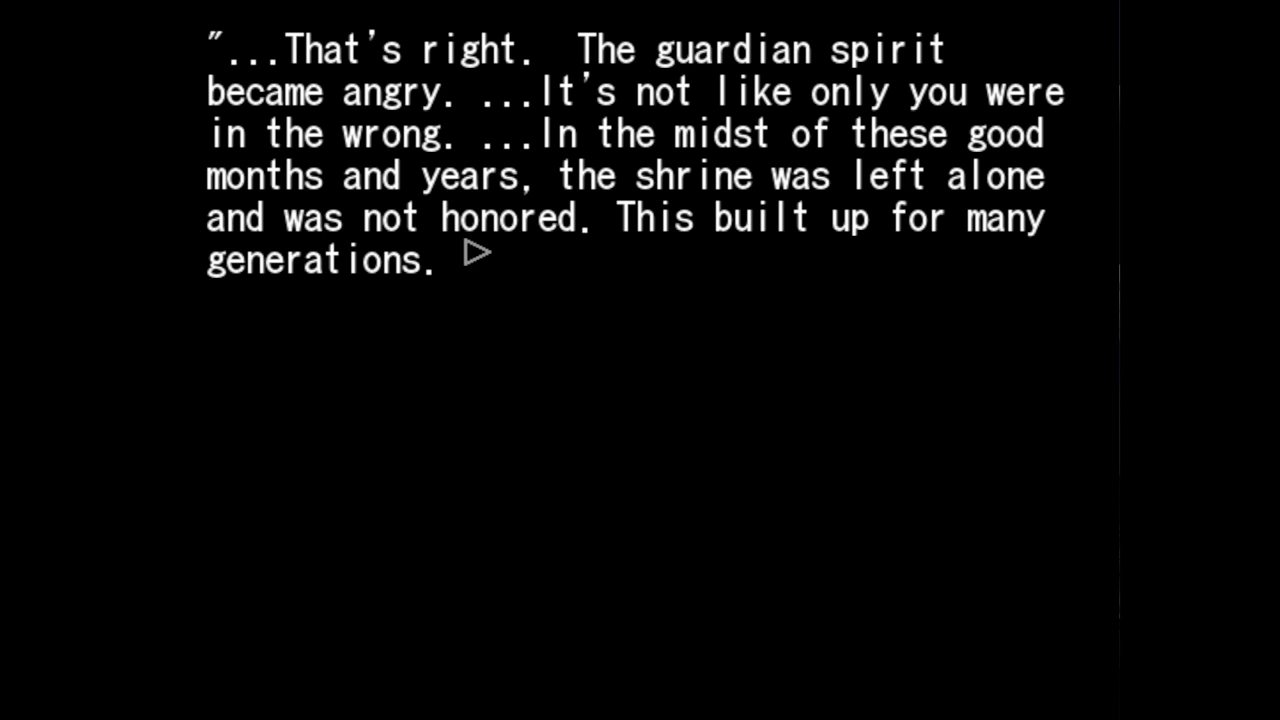 "...That's right.  The guardian spirit
became angry. ...It's not like only you were
in the wrong. ...In the midst of these good
months and years, the shrine was left alone
and was not honored. This built up for many
generations.